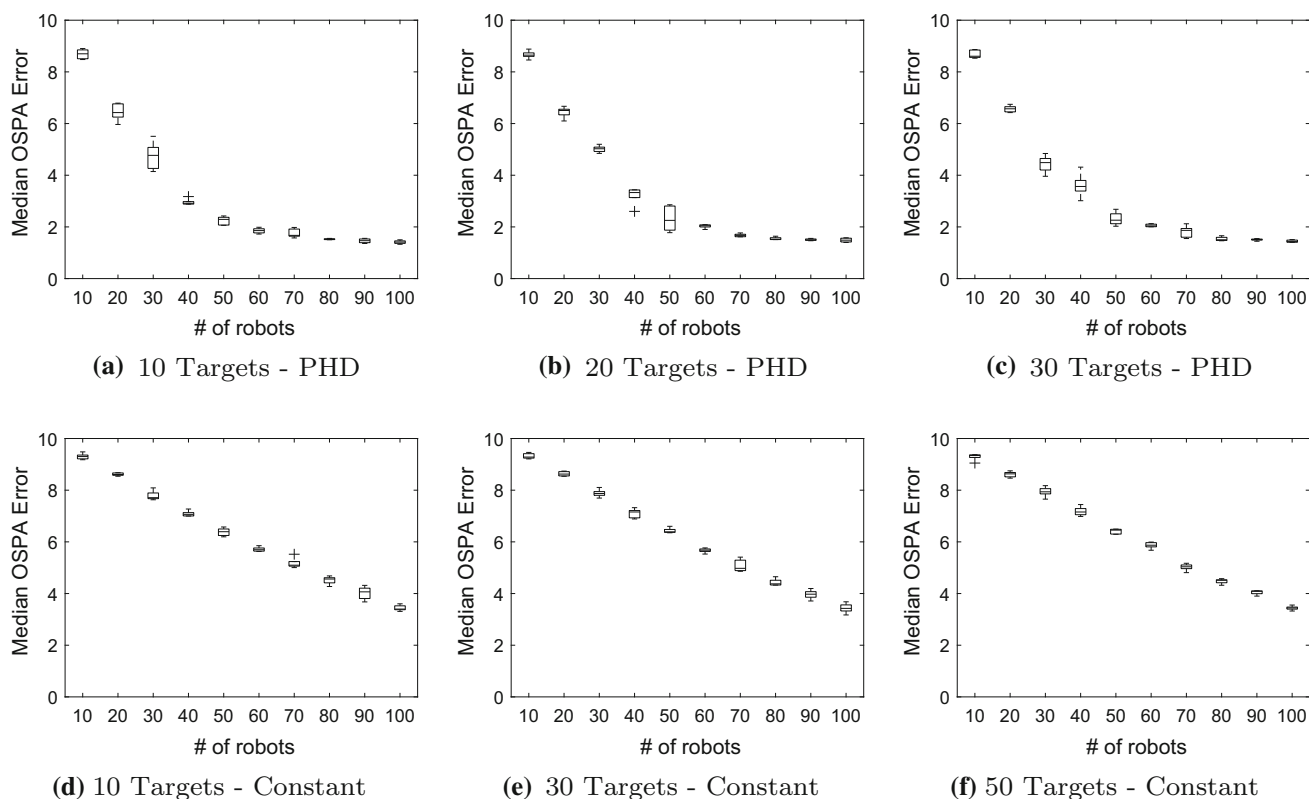 10
8
6
4
2
0
Median OSPA Error
10 20 30 40 50 60 70 80 90 100
# of robots
(a) 10 Targets - PHD
10
8
6
4
2
0
Median OSPA Error
10 20 30 40 50 60 70 80 90 100
# of robots
(b) 20 Targets - PHD
10
8
6
4
2
0
Median OSPA Error
10 20 30 40 50 60 70 80 90 100
# of robots
(c) 30 Targets - PHD
10
8
6
4
2
0
Median OSPA Error
10 20 30 40 50 60 70 80 90 100
# of robots
(d) 10 Targets - Constant
10
8
6
4
2
0
Median OSPA Error
10 20 30 40 50 60 70 80 90 100
# of robots
(e) 30 Targets - Constant
10
8
6
4
2
0
Median OSPA Error
10 20 30 40 50 60 70 80 90 100
# of robots
(f) 50 Targets - Constant